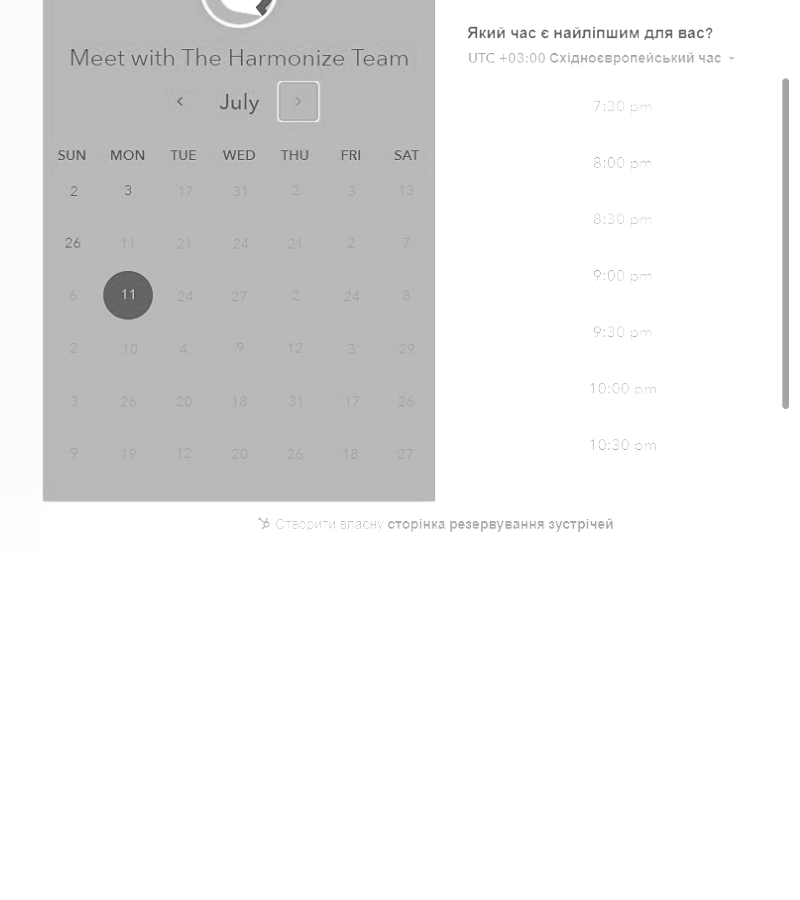 Meet with The Harmonize Team
July
SUN MON TUE WED THU FRI SAT
2 3 17 31 2 3 13
26 11 21 24 21 2 7
6 11 24 27 2 24 8
2 10 4 9 12 3 29
3 26 20 18 31 17 26
9 19 12 20 26 18 27
Який час є найліпшим для вас?
UTC +03:00 Східноєвропейський час
7:30 pm
8:00 pm
8:30 pm
9:00 pm
9:30 pm
10:00 pm
10:30 pm
Створити власну сторінка резервування зустрічей